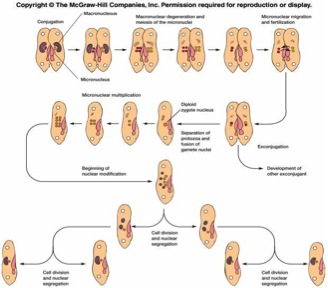 Copyright © The McGraw-Hill Companies, Inc. Permission required for reproduction or display.
Macronucleus
Conjugation
Macronuclear degeneration and
meiosis of the micronuclei
Micronuclear migration
and fertilization
Micronucleus
Micronuclear multiplication
Diploid
zygote nucleus
Separation of
protozoa and
fusion of
gamete nuclei
Exconjugation
Beginning of
nuclear modification
Development of
other exconjugant
Cell division
and nuclear
segregation
Cell division
and nuclear
segregation
Cell division
and nuclear
segregation